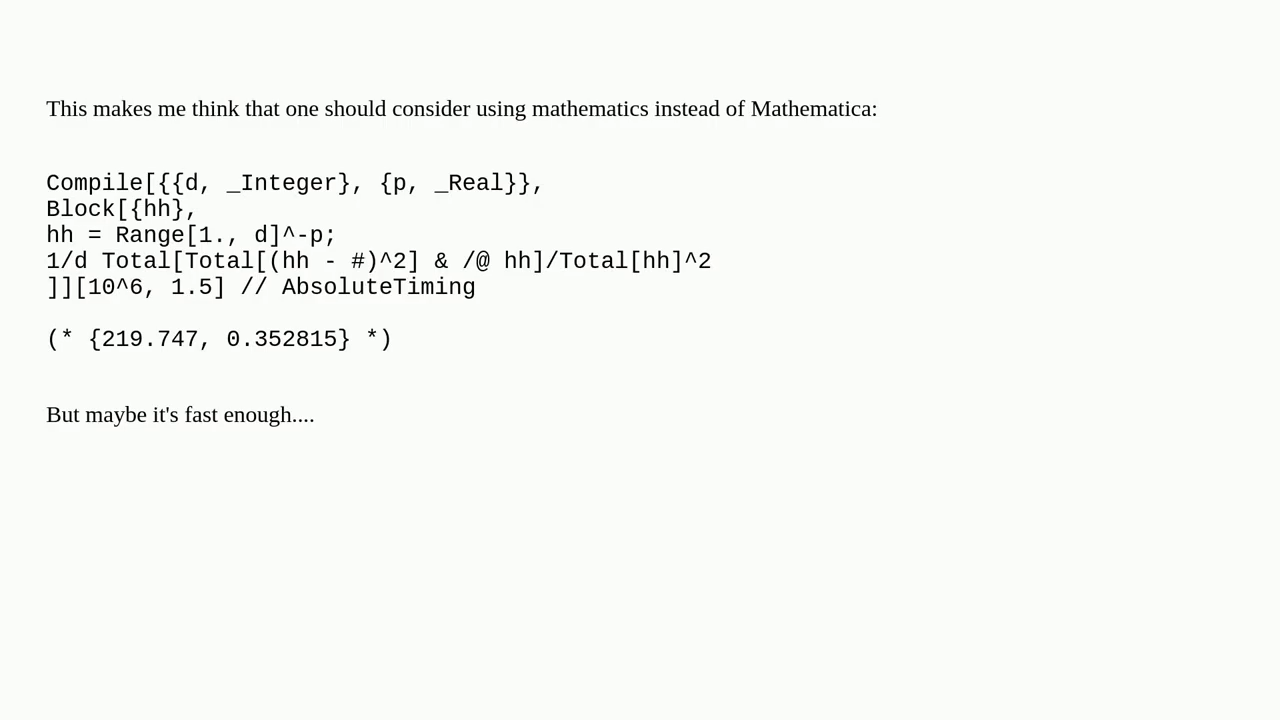 This makes me think that one should consider using mathematics instead of Mathematica:
Compile[{{d, _Integer}, {p, _Real}},
Block[{hh},
hh = Range[1., d]^-p;
1/d Total[Total[(hh - #)^2] & /@ hh]/Total[hh]^2
]][10^6, 1.5] // AbsoluteTiming
(* {219.747, 0.352815} *)
But maybe it's fast enough....